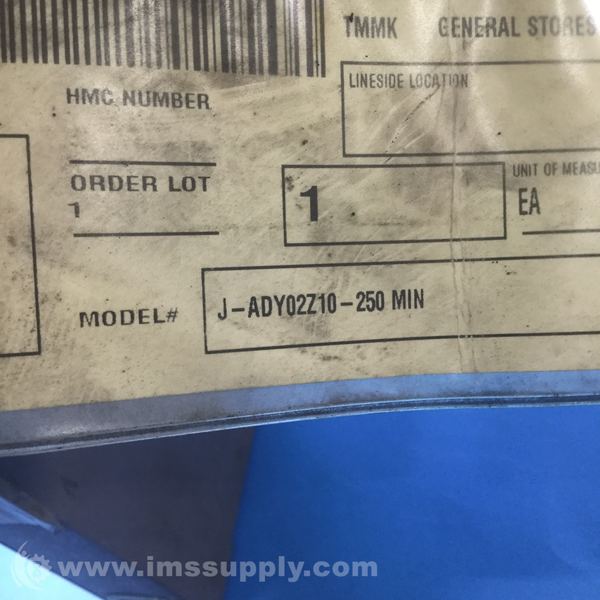 TMMK GENERAL STORES
LINESIDE LOCATION
HMC NUMBER
ORDER LOT
1
1
UNIT OF MEASU
EA
MODEL#
J-ADY02Z10-250 MIN
www.imssupply.com